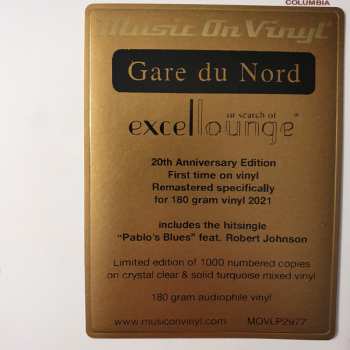 COLUMBIA
Music On Vinyl
Gare du Nord
in search of
excellounge
20th Anniversary Edition
First time on vinyl
Remastered specifically
for 180 gram vinyl 2021
includes the hitsingle
"Pablo's Blues" feat. Robert Johnson
Limited edition of 1000 numbered copies
on crystal clear & solid turquoise mixed vinyl
180 gram audiophile vinyl
www.musiconvinyl.com MOVLP2977